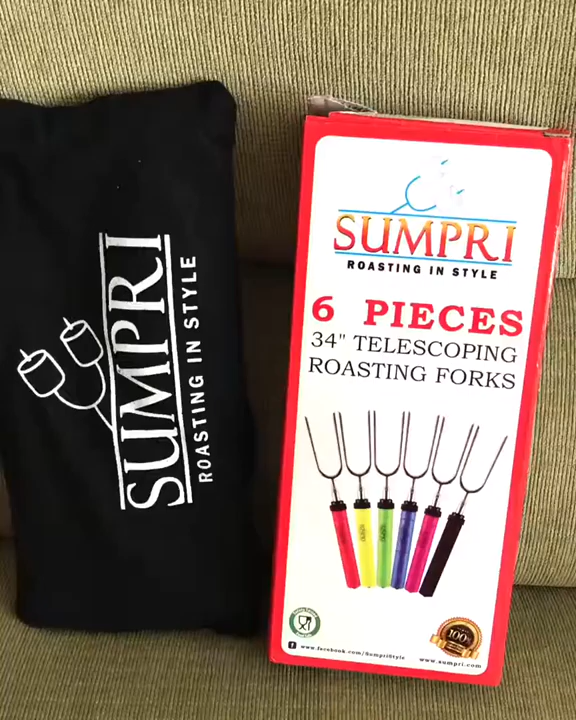 SUMPRI
ROASTING IN STYLE
SUMPRI
ROASTING IN STYLE
6 PIECES
34" TELESCOPING
ROASTING FORKS
100%
www.facebook.com/SumpriStyle
www.sumpri.com